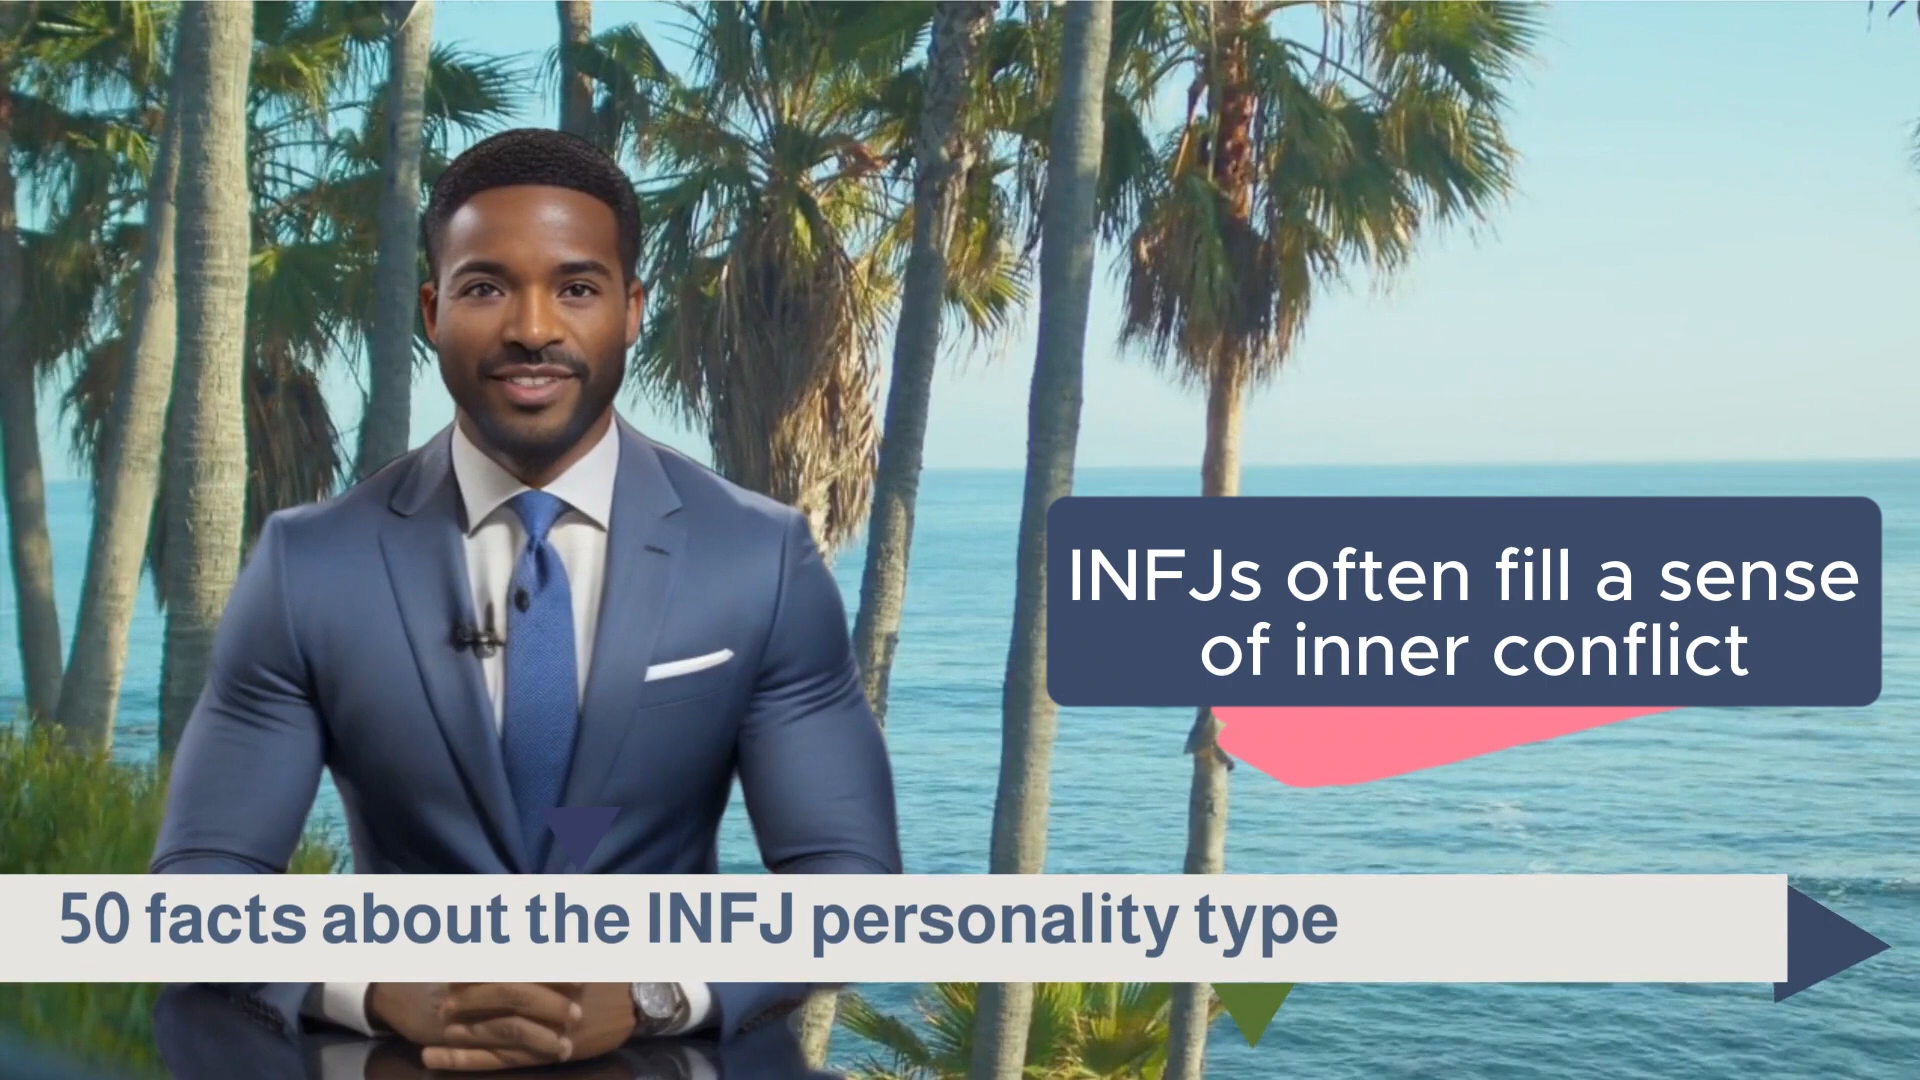 INFJs often fill a sense
of inner conflict
50 facts about the INFJ personality type